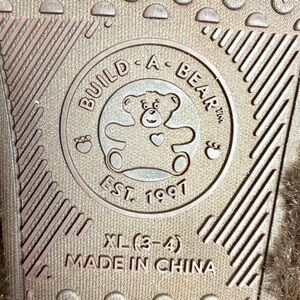 BUILD-A-BEAR™
EST. 1997
XL (3-4)
MADE IN CHINA